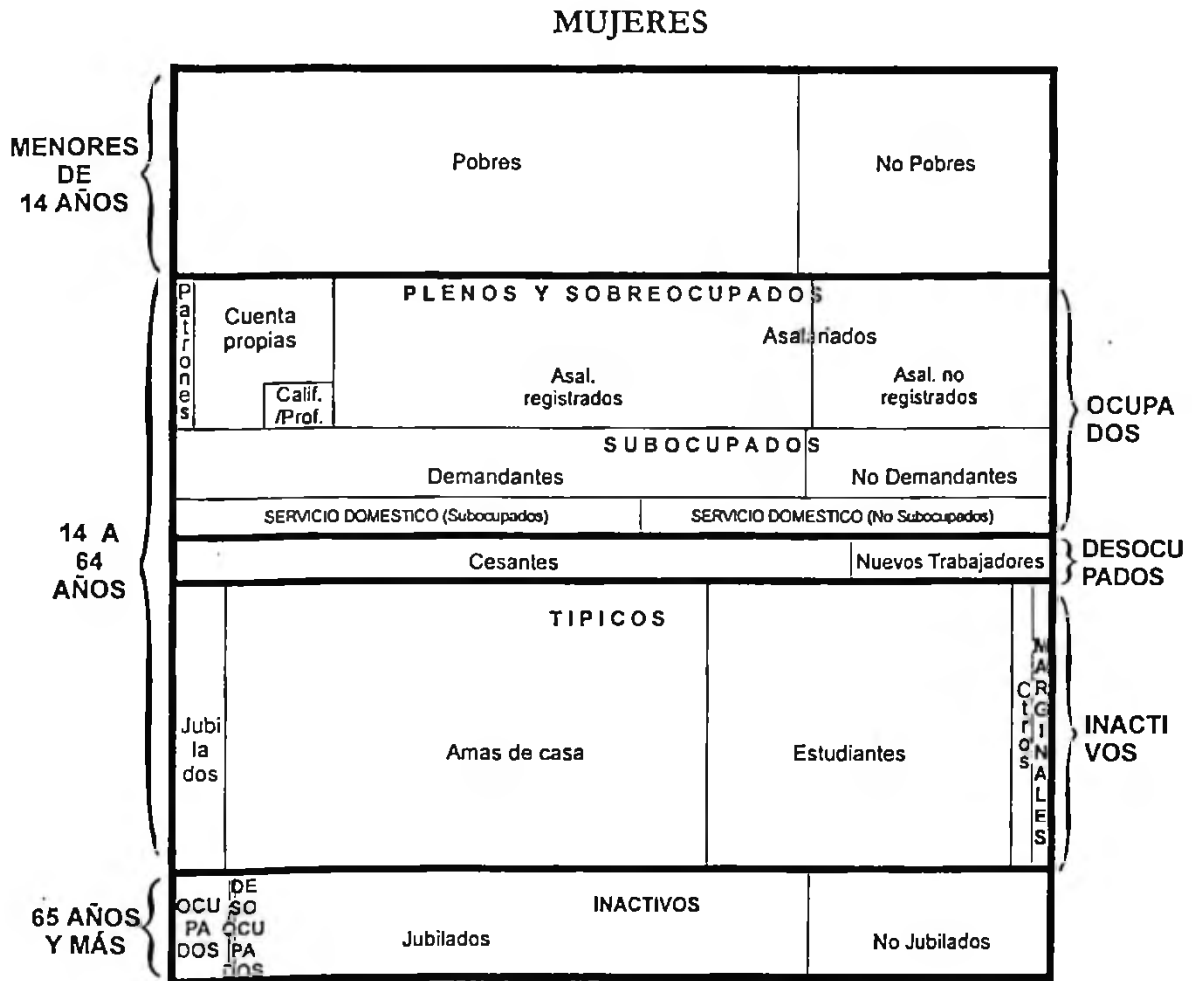 MUJERES
MENORES
DE
14 AÑOS
Pobres
No Pobres
14 A
64
AÑOS
Patrones
PLENOS Y SOBREOCUPADOS
Cuenta
propias
Calif.
/Prof.
Asalariados
Asal.
registrados
Asal. no
registrados
SUBOCUPADOS
Demandantes
No Demandantes
SERVICIO DOMESTICO (Subocupados)
SERVICIO DOMESTICO (No Subocupados)
OCUPA
DOS
Cesantes
Nuevos Trabajadores
DESOCU
PADOS
TIPICOS
Jubi
la
dos
Amas de casa
Estudiantes
Ctros
MARGINALES
INACTI
VOS
65 AÑOS
Y MÁS
OCU
PA
DOS
DE
SO
OCU
PA
DOS
INACTIVOS
Jubilados
No Jubilados